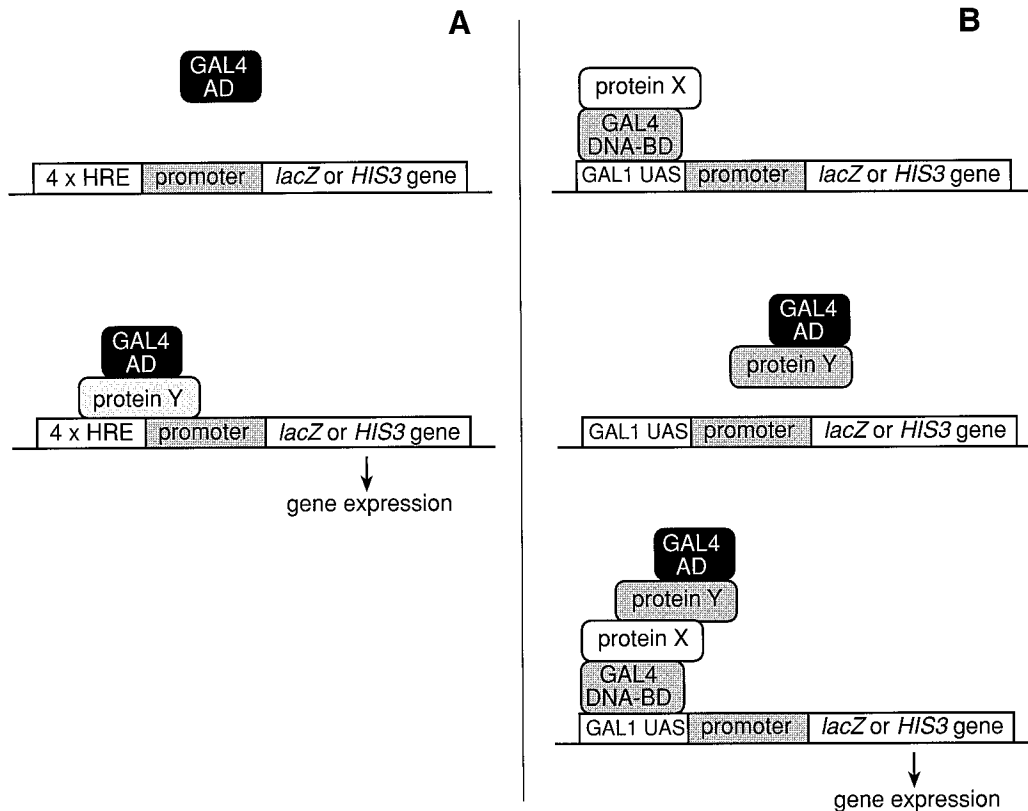 A
GAL4
AD
4 x HRE promoter lacZ or HIS3 gene
GAL4
AD
protein Y
4 x HRE promoter lacZ or HIS3 gene
gene expression
B
protein X
GAL4
DNA-BD
GAL1 UAS promoter lacZ or HIS3 gene
GAL4
AD
protein Y
GAL1 UAS promoter lacZ or HIS3 gene
GAL4
AD
protein Y
protein X
GAL4
DNA-BD
GAL1 UAS promoter lacZ or HIS3 gene
gene expression